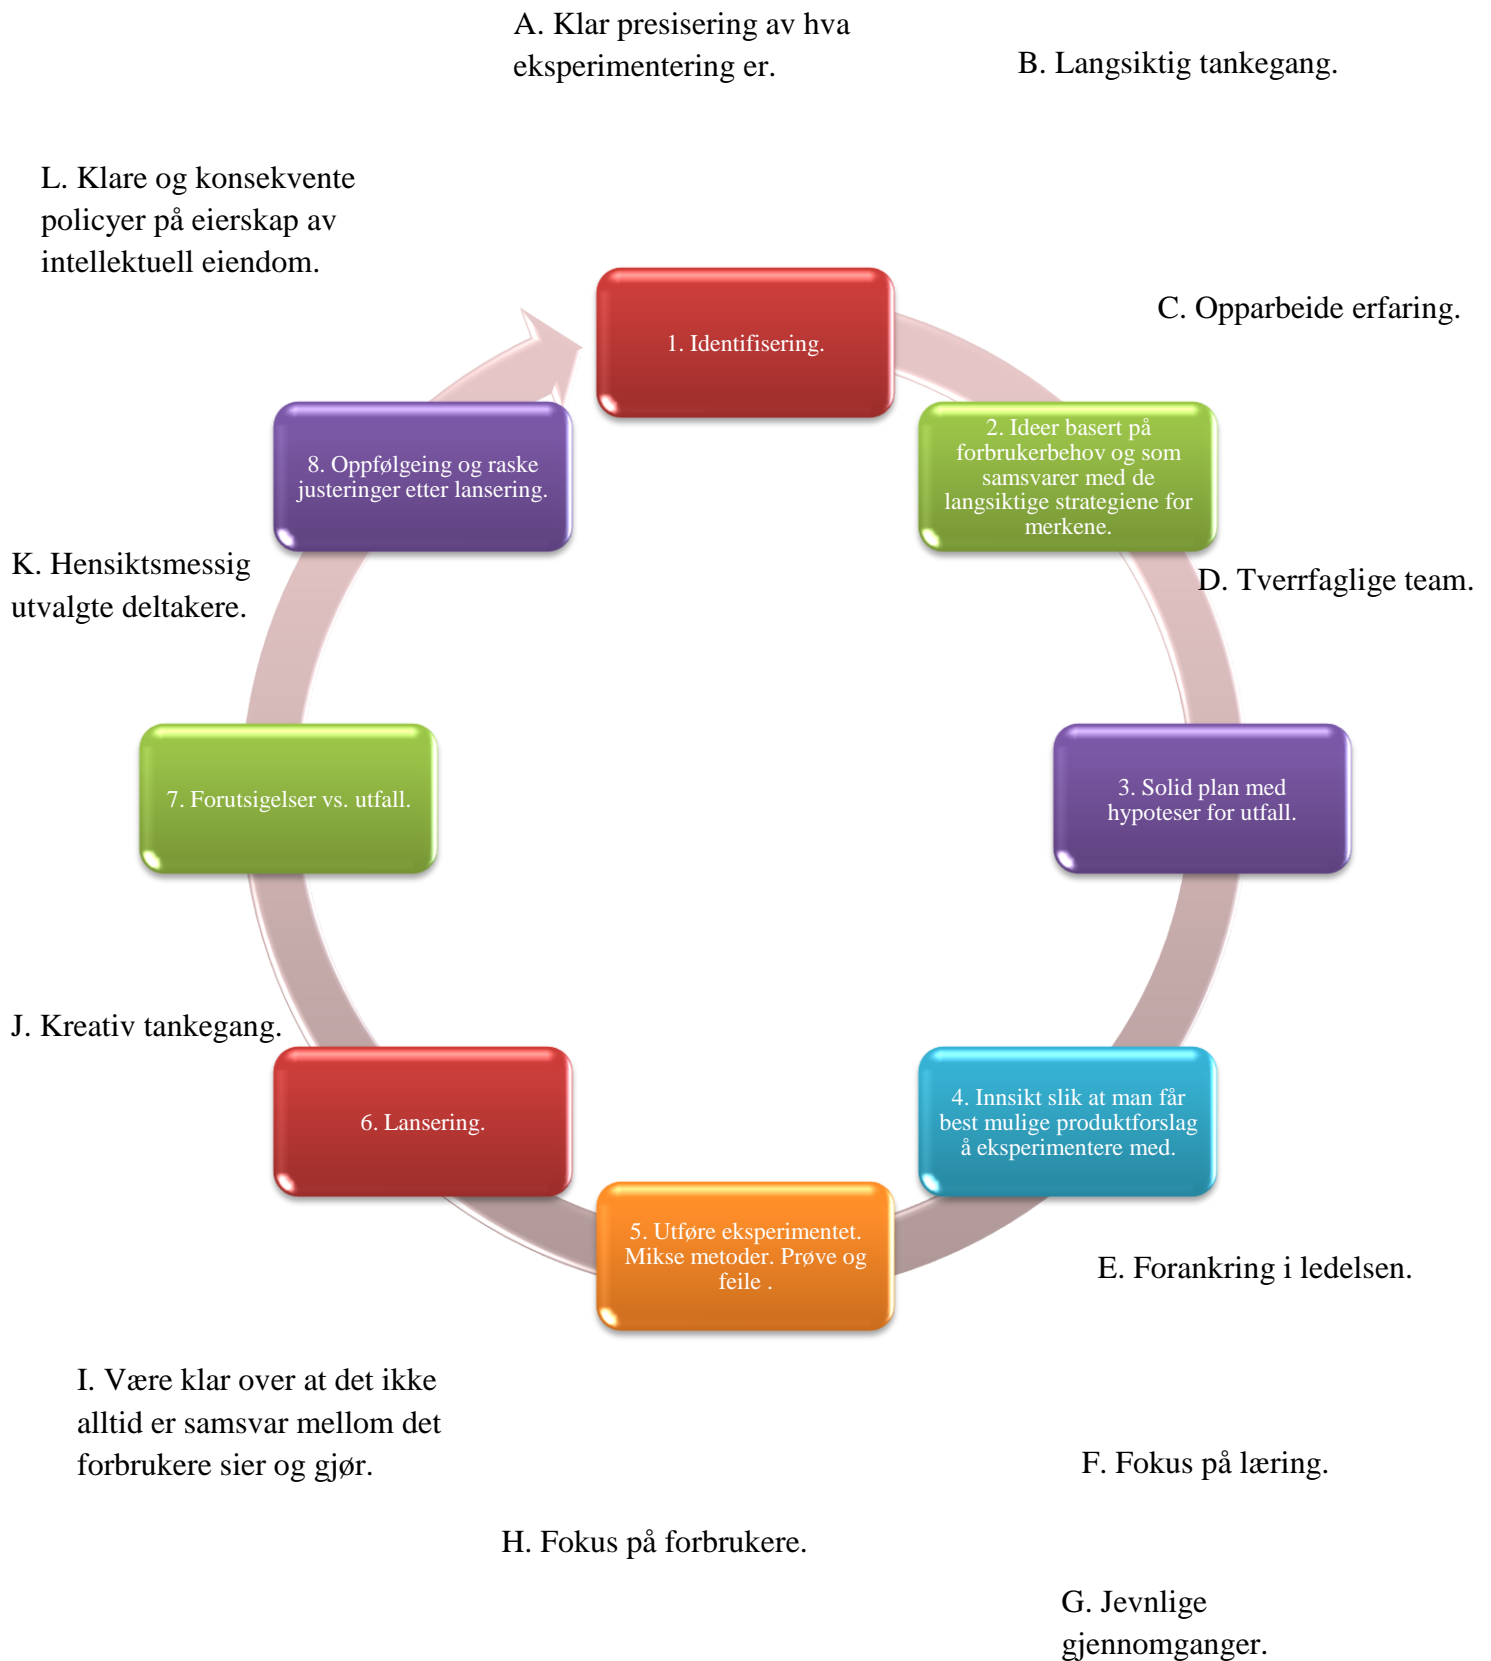 A. Klar presisering av hva
eksperimentering er.
B. Langsiktig tankegang.
L. Klare og konsekvente
policyer på eierskap av
intellektuell eiendom.
C. Opparbeide erfaring.
1. Identifisering.
2. Ideer basert på
forbrukerbehov og som
samsvarer med de
langsiktige strategiene for
merkene.
8. Oppfølgeing og raske
justeringer etter lansering.
K. Hensiktsmessig
utvalgte deltakere.
D. Tverrfaglige team.
3. Solid plan med
hypoteser for utfall.
7. Forutsigelser vs. utfall.
J. Kreativ tankegang.
4. Innsikt slik at man får
best mulige produktforslag
å eksperimentere med.
6. Lansering.
5. Utføre eksperimentet.
Mikse metoder. Prøve og
feile .
E. Forankring i ledelsen.
I. Være klar over at det ikke
alltid er samsvar mellom det
forbrukere sier og gjør.
F. Fokus på læring.
H. Fokus på forbrukere.
G. Jevnlige
gjennomganger.